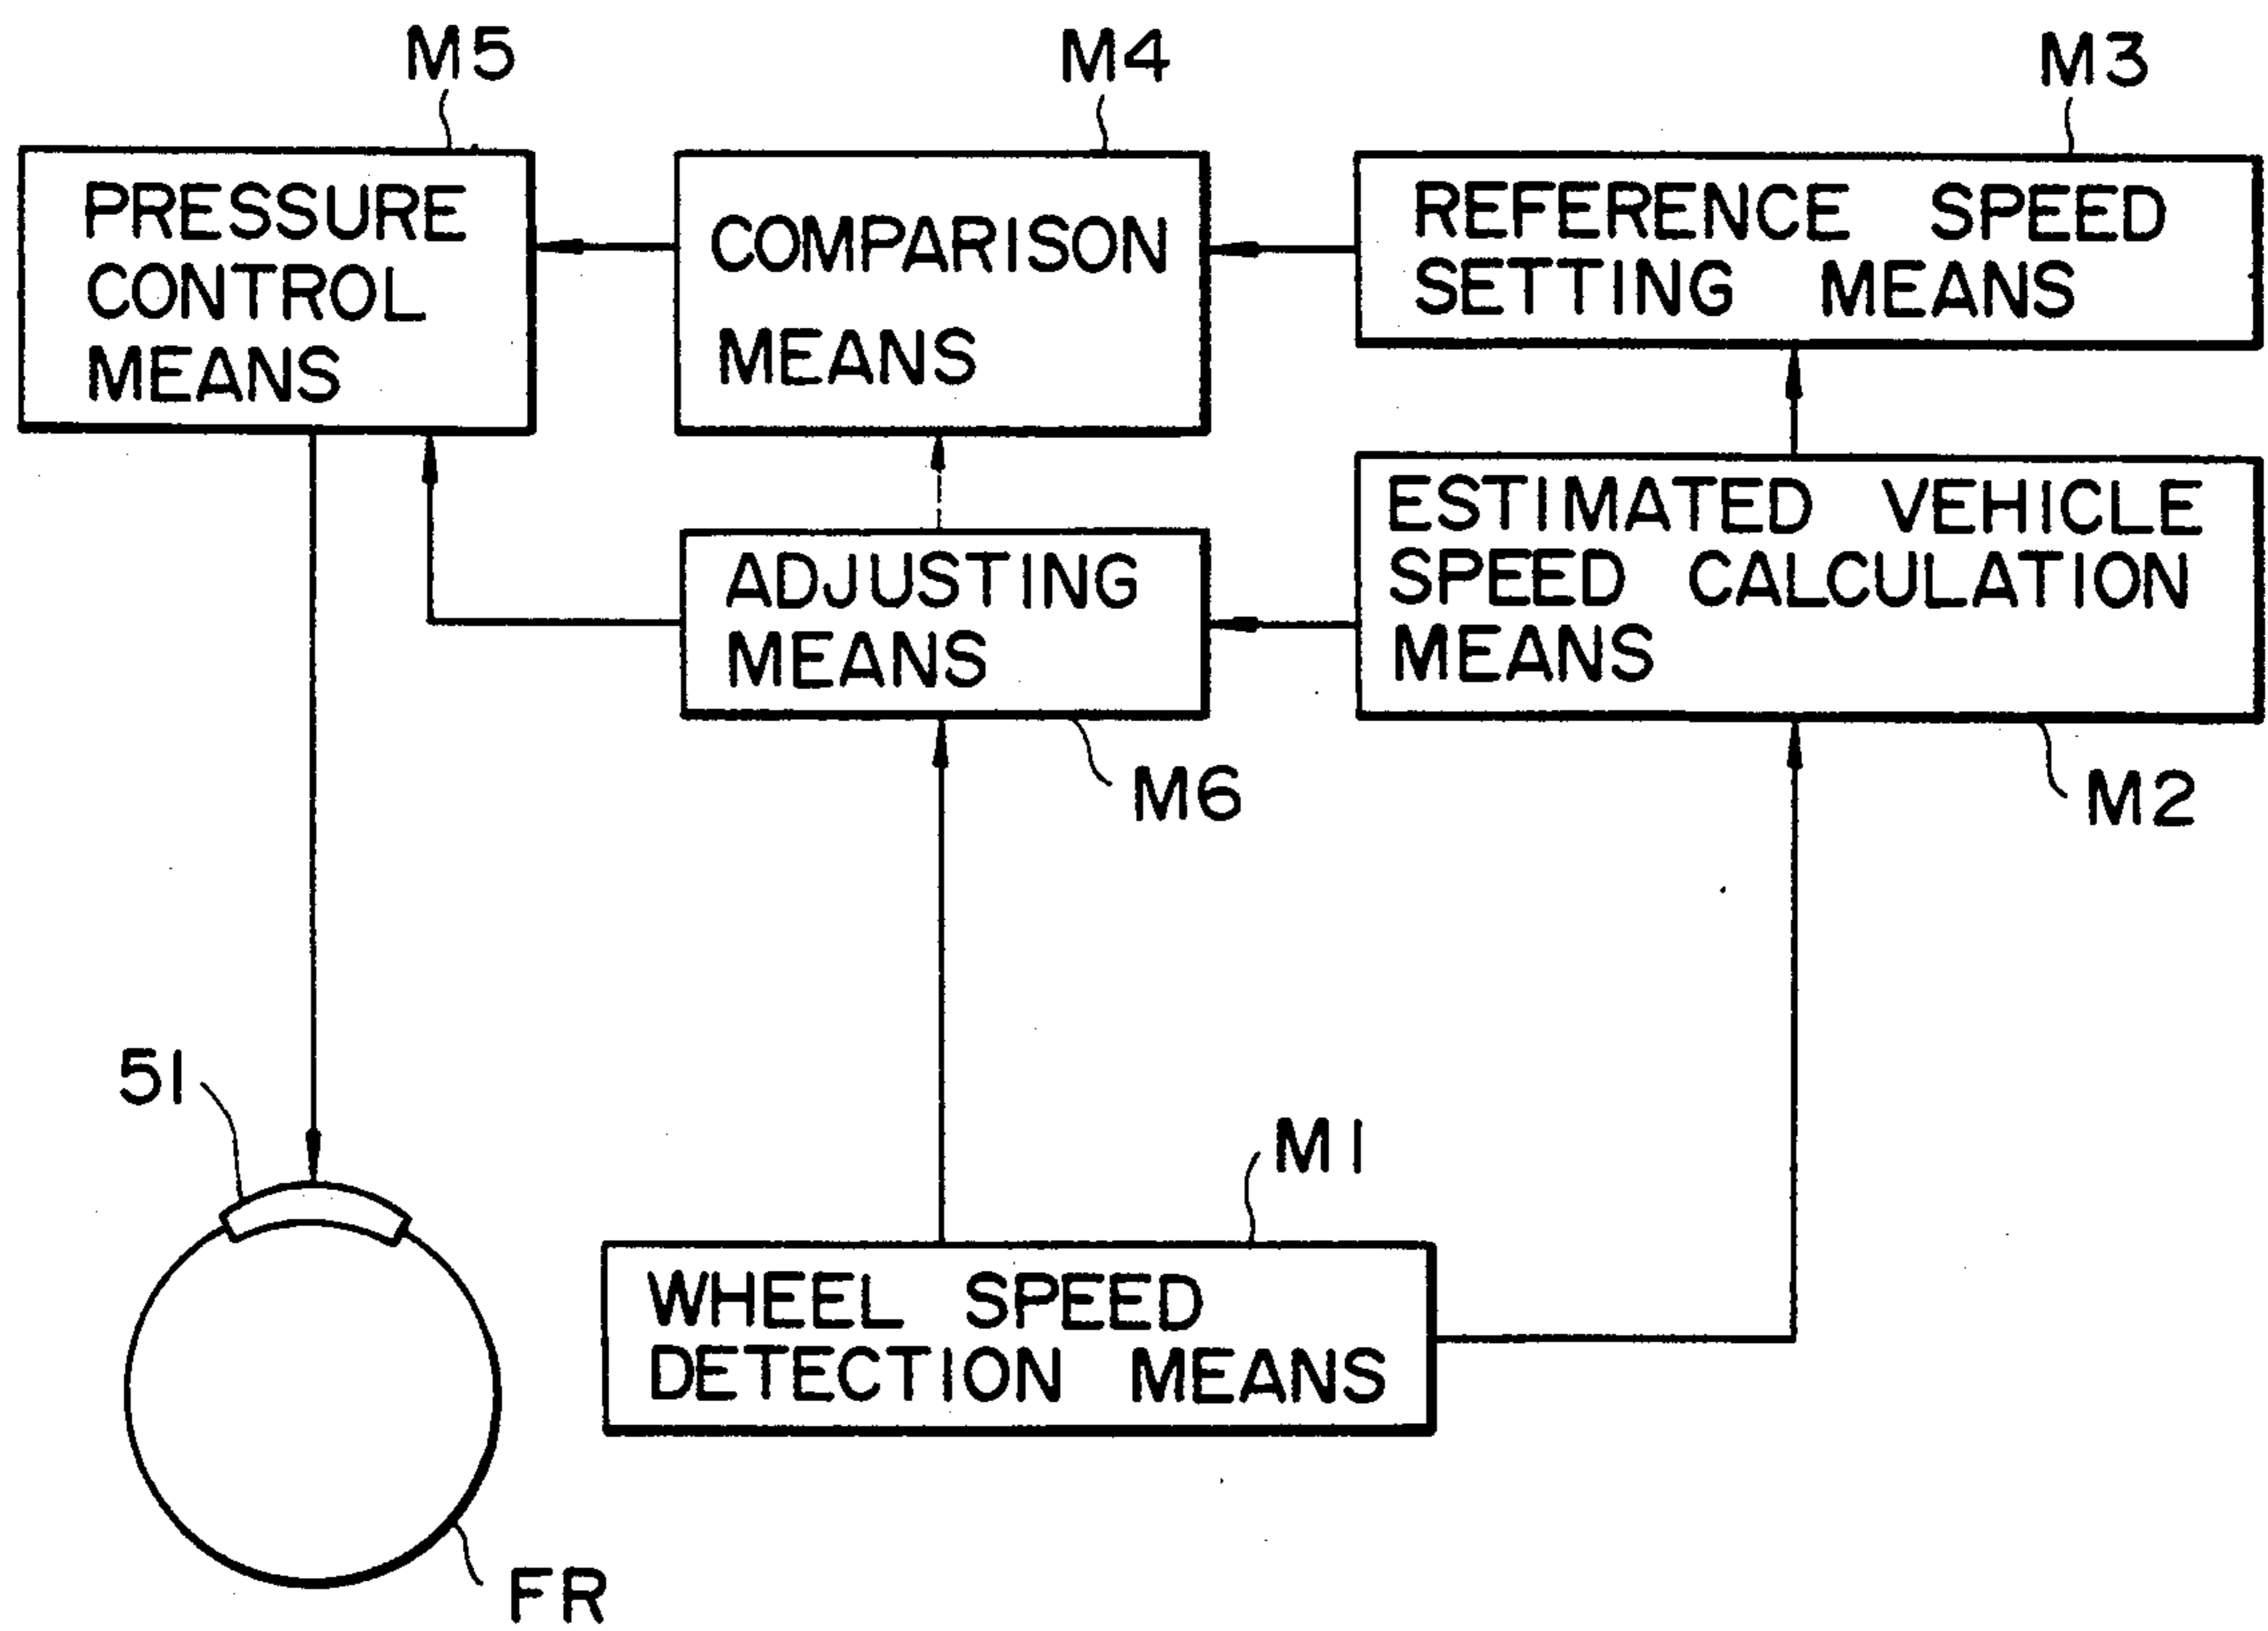 M5
M4
M3
PRESSURE
CONTROL
MEANS
COMPARISON
MEANS
REFERENCE SPEED
SETTING MEANS
ADJUSTING
MEANS
ESTIMATED VEHICLE
SPEED CALCULATION
MEANS
M6
M2
51
M1
WHEEL SPEED
DETECTION MEANS
FR